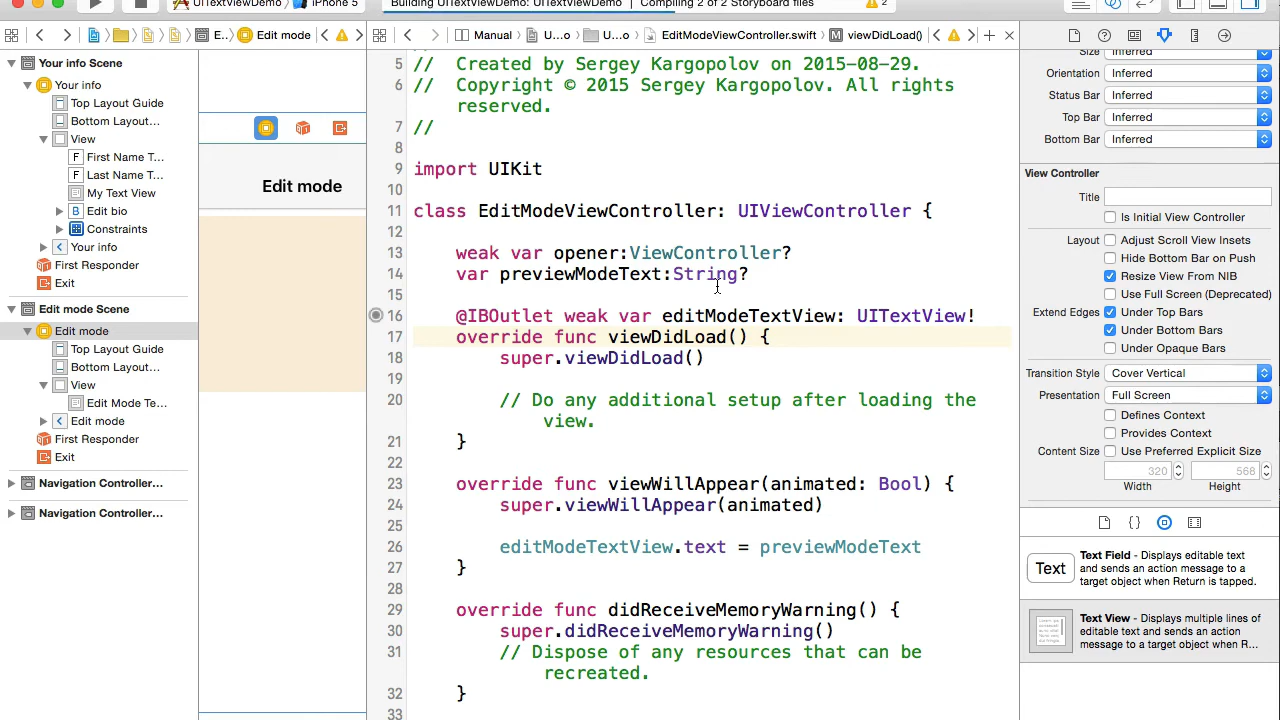 UITextViewDemo
iPhone 5
Building UITextViewDemo: UITextViewDemo | Compiling 2 of 2 Storyboard files
2
E...
Edit mode
Manual
U...o
U...o
EditModeViewController.swift
M
viewDidLoad()
Your info Scene
Your info
Top Layout Guide
Bottom Layout...
View
F First Name T...
F Last Name T...
My Text View
B Edit bio
Constraints
Your info
First Responder
Exit
Edit mode Scene
Edit mode
Top Layout Guide
Bottom Layout...
View
Edit Mode Te...
Edit mode
First Responder
Exit
Navigation Controller...
Navigation Controller...
Edit mode
5 // Created by Sergey Kargopolov on 2015-08-29.
6 // Copyright © 2015 Sergey Kargopolov. All rights
reserved.
7 //
8
9 import UIKit
10
11 class EditModeViewController: UIViewController {
12
13 weak var opener:ViewController?
14 var previewModeText:String?
15
16 @IBOutlet weak var editModeTextView: UITextView!
17 override func viewDidLoad() {
18 super.viewDidLoad()
19
20 // Do any additional setup after loading the
view.
21 }
22
23 override func viewWillAppear(animated: Bool) {
24 super.viewWillAppear(animated)
25
26 editModeTextView.text = previewModeText
27 }
28
29 override func didReceiveMemoryWarning() {
30 super.didReceiveMemoryWarning()
31 // Dispose of any resources that can be
recreated.
32 }
33
Size Inferred
Orientation Inferred
Status Bar Inferred
Top Bar Inferred
Bottom Bar Inferred
View Controller
Title
Is Initial View Controller
Layout Adjust Scroll View Insets
Hide Bottom Bar on Push
Resize View From NIB
Use Full Screen (Deprecated)
Extend Edges Under Top Bars
Under Bottom Bars
Under Opaque Bars
Transition Style Cover Vertical
Presentation Full Screen
Defines Context
Provides Context
Content Size Use Preferred Explicit Size
320 568
Width Height
{}
Text
Text Field - Displays editable text
and sends an action message to a
target object when Return is tapped.
Text View - Displays multiple lines of
editable text and sends an action
message to a target object when R...